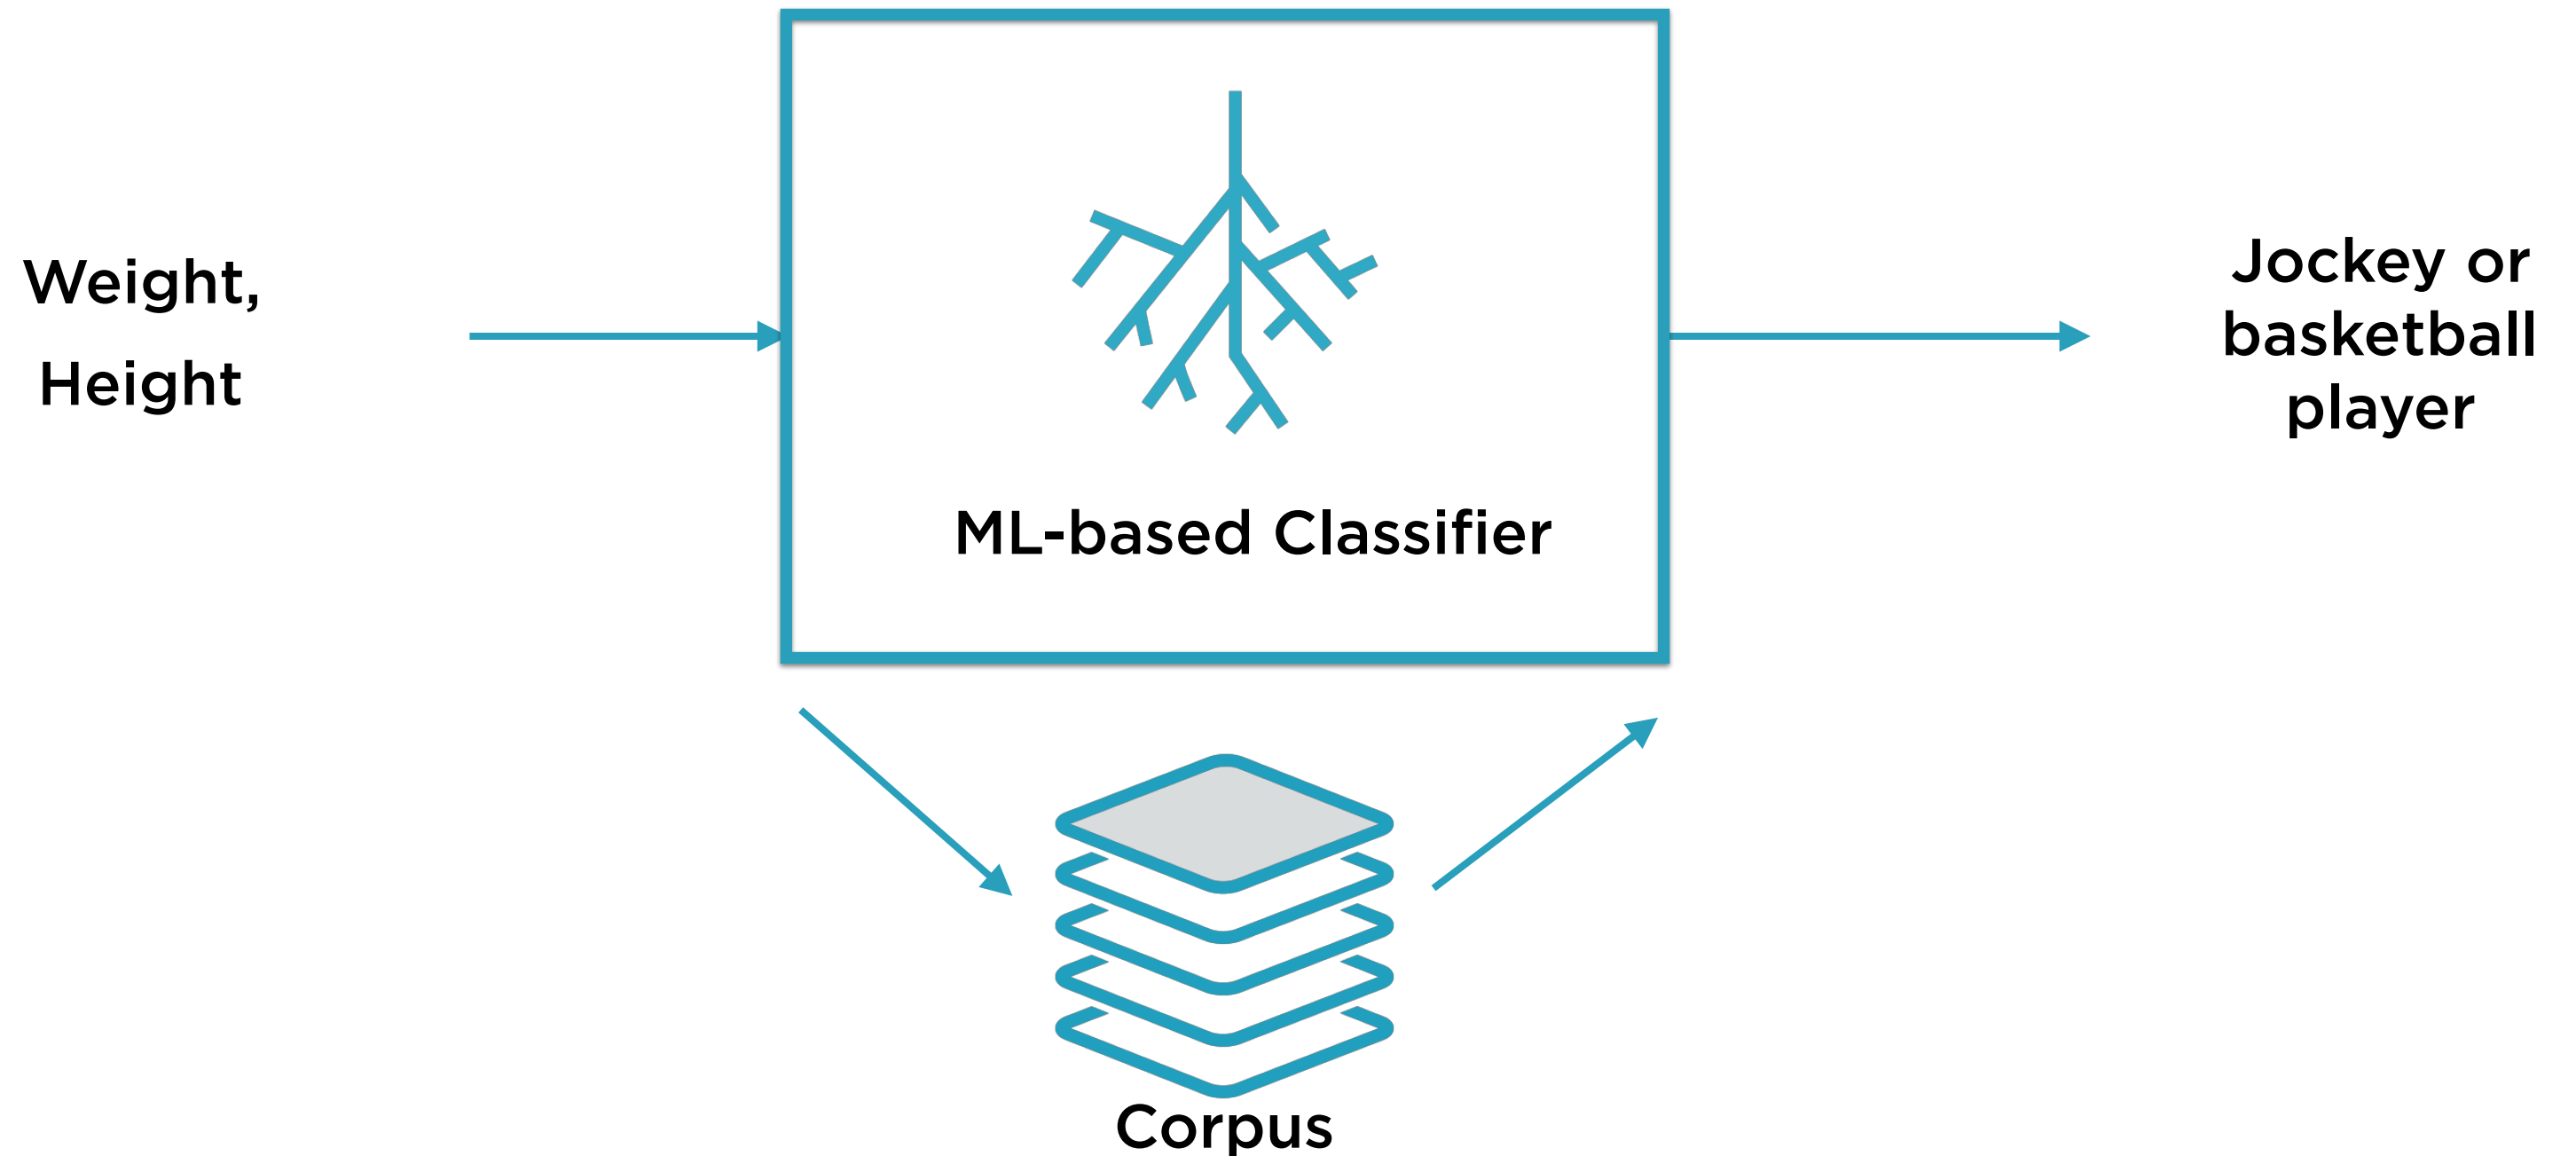 Weight,
Height
ML-based Classifier
Jockey or
basketball
player
Corpus